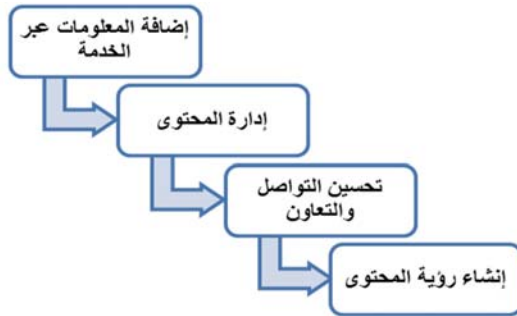 إضافة المعلومات عبر
الخدمة
إدارة المحتوى
تحسين التواصل
والتعاون
إنشاء رؤية المحتوى